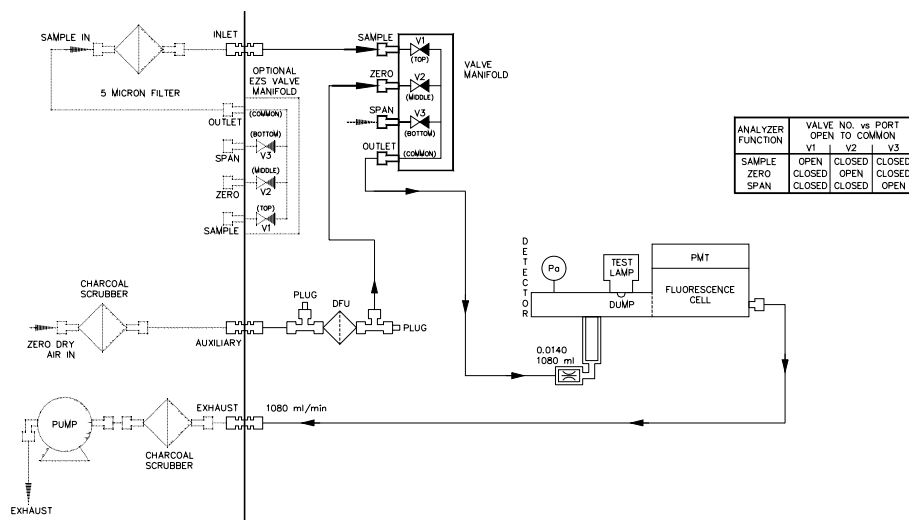 SAMPLE IN
5 MICRON FILTER
INLET
OPTIONAL
EZS VALVE
MANIFOLD
(COMMON)
OUTLET
(BOTTOM)
V3
SPAN
(MIDDLE)
V2
ZERO
(TOP)
V1
SAMPLE
SAMPLE
V1
(TOP)
ZERO
V2
(MIDDLE)
SPAN
V3
(BOTTOM)
OUTLET
(COMMON)
VALVE
MANIFOLD
ANALYZER
FUNCTION
VALVE NO. vs PORT
OPEN TO COMMON
V1 V2 V3
SAMPLE OPEN CLOSED CLOSED
ZERO CLOSED OPEN CLOSED
SPAN CLOSED CLOSED OPEN
DETECTOR
Pa
TEST
LAMP
DUMP
PMT
FLUORESCENCE
CELL
0.0140
1080 ml
CHARCOAL
SCRUBBER
ZERO DRY
AIR IN
AUXILIARY
PLUG
DFU
PLUG
PUMP
EXHAUST
CHARCOAL
SCRUBBER
EXHAUST
1080 ml/min